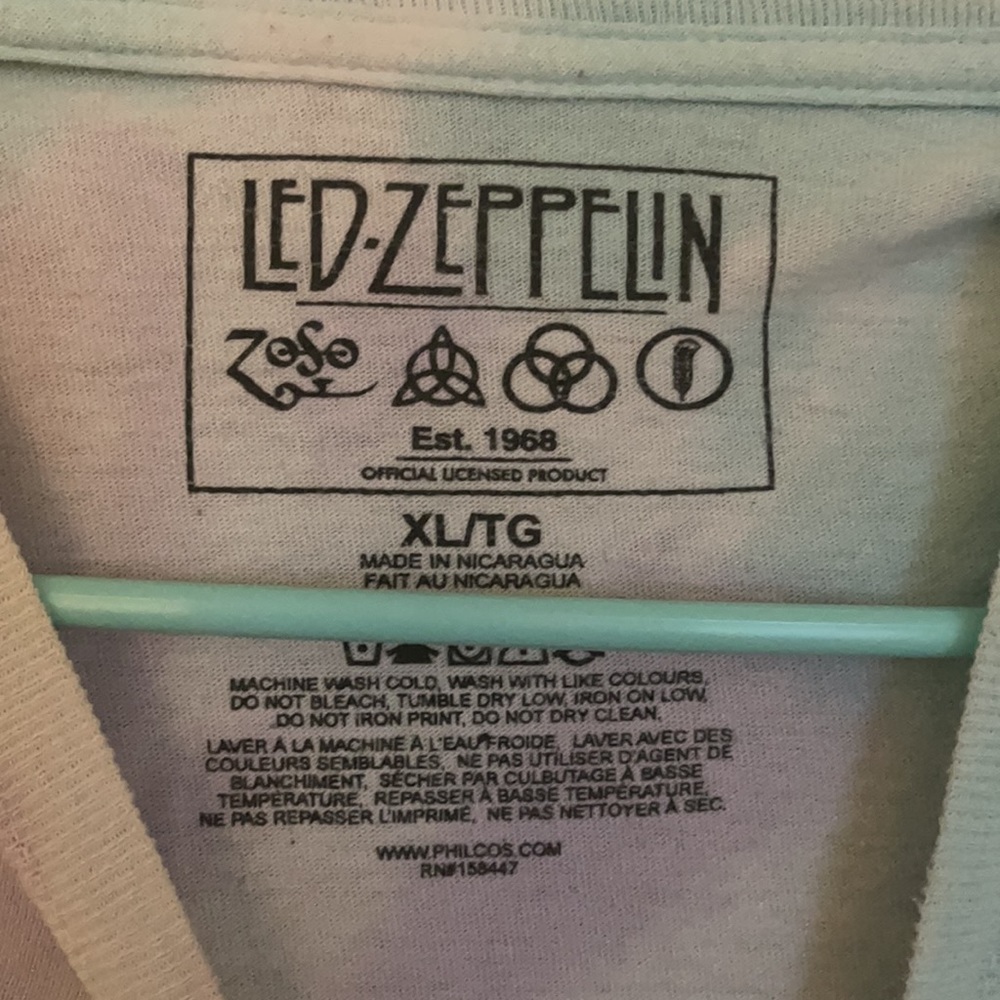 LED-ZEPPELIN
ZOSO
Est. 1968
OFFICIAL LICENSED PRODUCT
XL/TG
MADE IN NICARAGUA
FAIT AU NICARAGUA
MACHINE WASH COLD, WASH WITH LIKE COLOURS,
DO NOT BLEACH, TUMBLE DRY LOW, IRON ON LOW,
DO NOT IRON PRINT, DO NOT DRY CLEAN.
LAVER À LA MACHINE À L'EAU FROIDE, LAVER AVEC DES
COULEURS SEMBLABLES, NE PAS UTILISER D'AGENT DE
BLANCHIMENT, SÉCHER PAR CULBUTAGE À BASSE
TEMPÉRATURE, REPASSER À BASSE TEMPÉRATURE,
NE PAS REPASSER L'IMPRIMÉ, NE PAS NETTOYER À SEC.
WWW.PHILCOS.COM
RN#158447